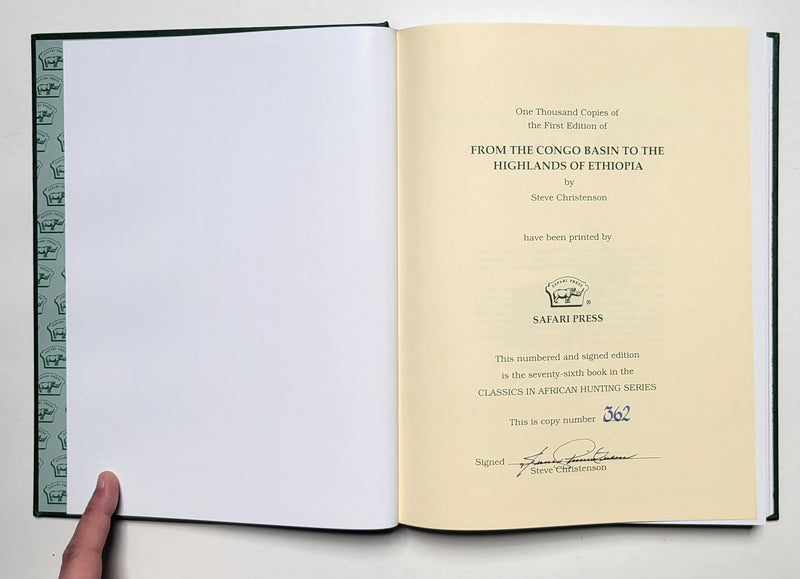 One Thousand Copies of
the First Edition of
FROM THE CONGO BASIN TO THE
HIGHLANDS OF ETHIOPIA
by
Steve Christenson
have been printed by
SAFARI PRESS
®
SAFARI PRESS
This numbered and signed edition
is the seventy-sixth book in the
CLASSICS IN AFRICAN HUNTING SERIES
This is copy number 362
Signed
Steve Christenson